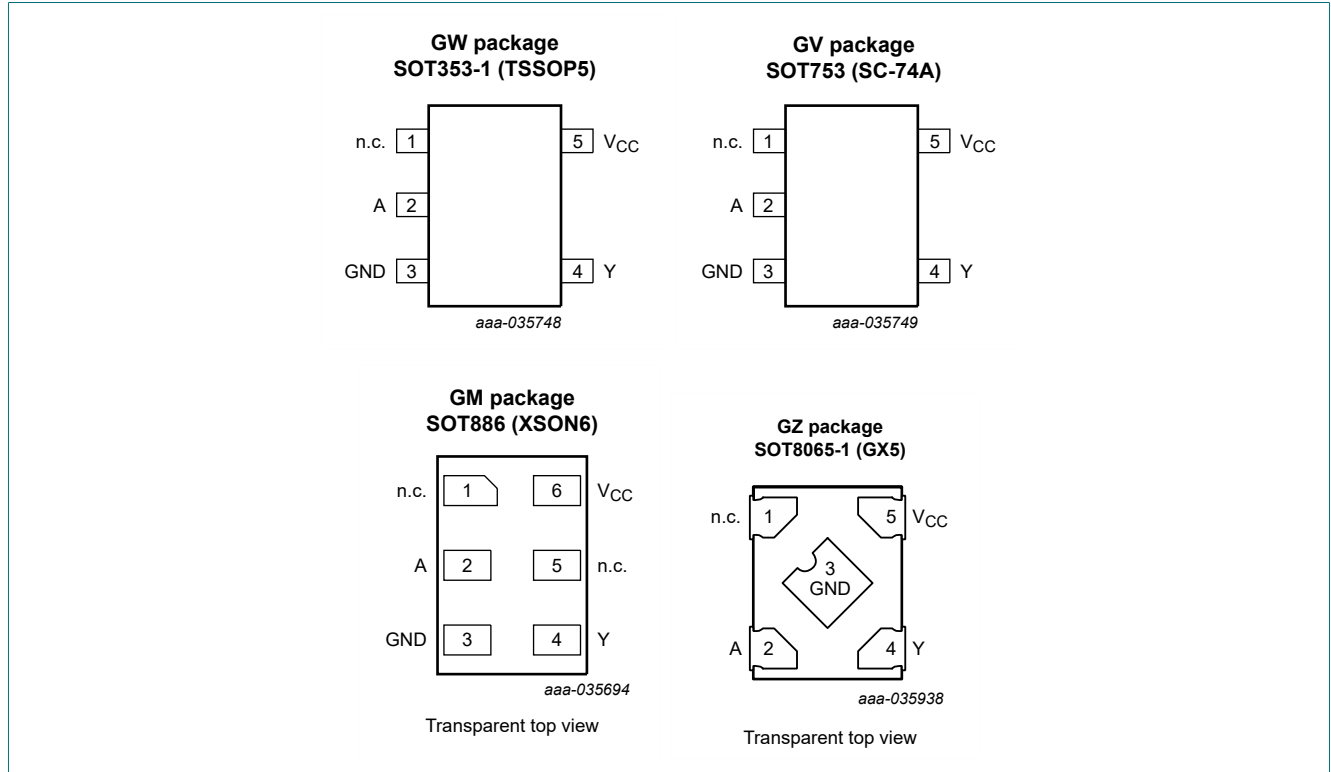 GW package
SOT353-1 (TSSOP5)
n.c. 1
5 VCC
A 2
GND 3
4 Y
aaa-035748
GV package
SOT753 (SC-74A)
n.c. 1
5 VCC
A 2
GND 3
4 Y
aaa-035749
GM package
SOT886 (XSON6)
n.c. 1
6 VCC
A 2
5 n.c.
GND 3
4 Y
aaa-035694
Transparent top view
GZ package
SOT8065-1 (GX5)
n.c. 1
5 VCC
3
GND
A 2
4 Y
aaa-035938
Transparent top view